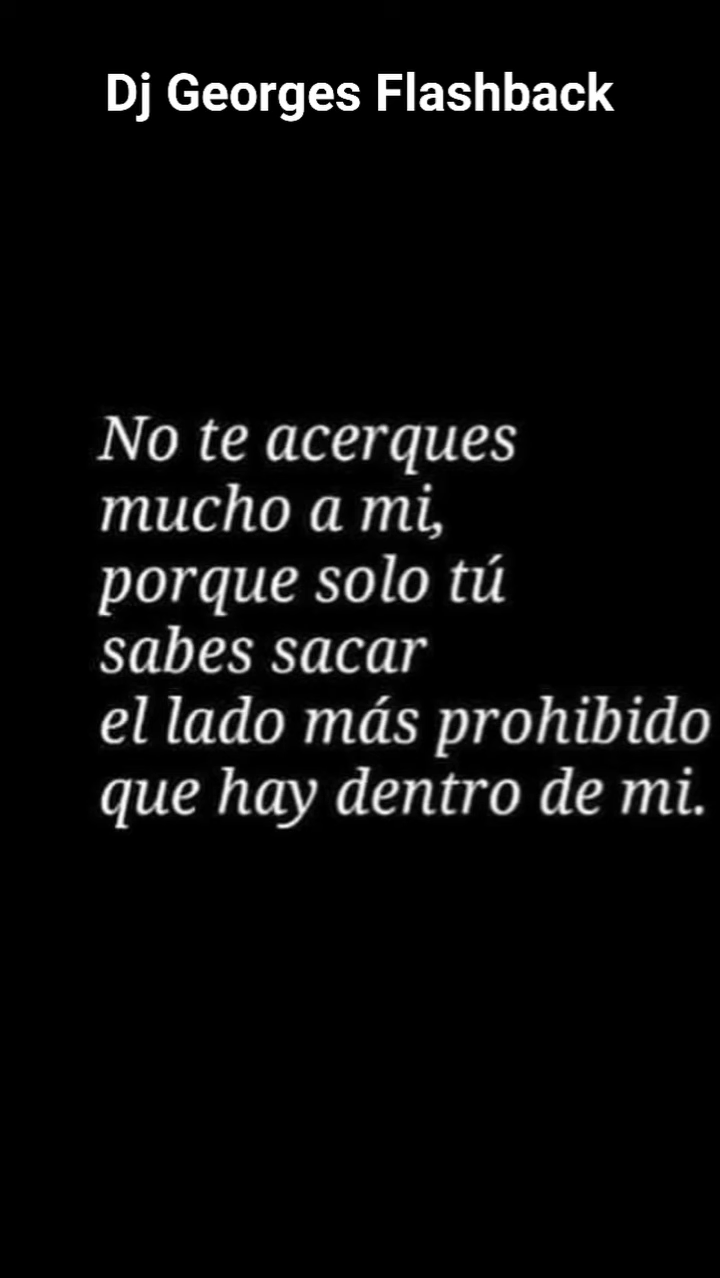 Dj Georges Flashback
No te acerques
mucho a mi,
porque solo tú
sabes sacar
el lado más prohibido
que hay dentro de mi.